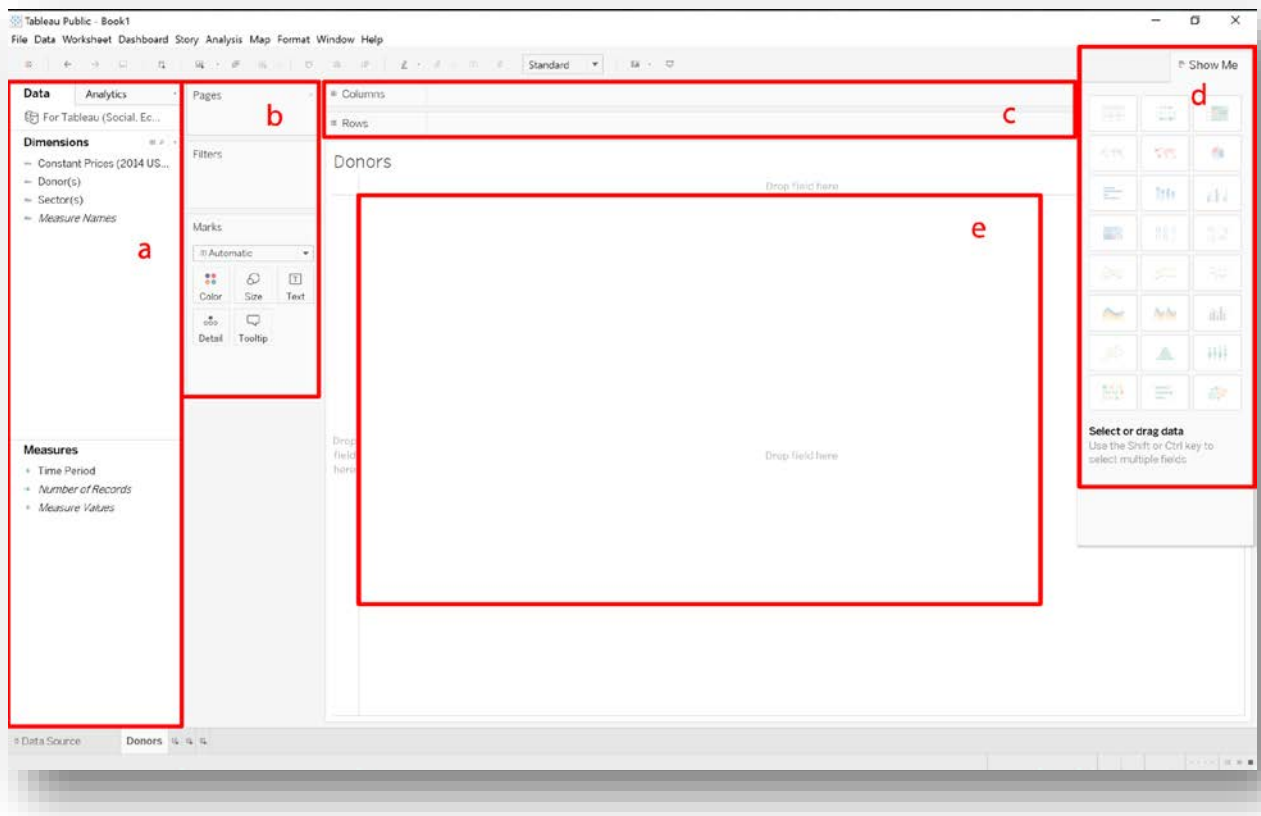 Tableau Public - Book1
File Data Worksheet Dashboard Story Analysis Map Format Window Help
Standard
Show Me
Data Analytics
For Tableau (Social. Ec...
Dimensions
Constant Prices (2014 US...
Donor(s)
Sector(s)
Measure Names
a
Measures
Time Period
Number of Records
Measure Values
Pages
b
Filters
Marks
Automatic
Color Size Text
Detail Tooltip
Columns
Rows
c
Donors
Drop field here
e
Drop
field
here
Drop field here
d
Select or drag data
Use the Shift or Ctrl key to
select multiple fields
Data Source Donors